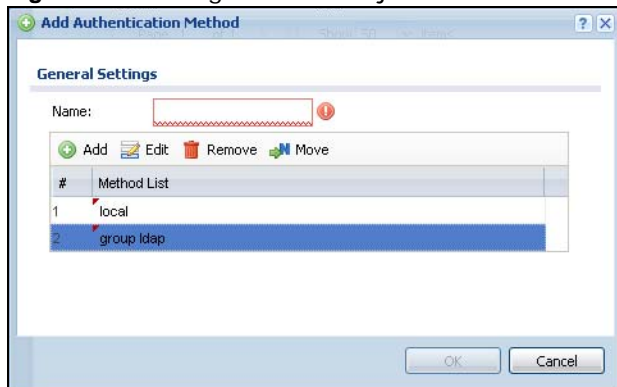 Add Authentication Method
General Settings
Name:
Add Edit Remove Move
# Method List
1 local
2 group ldap
OK Cancel